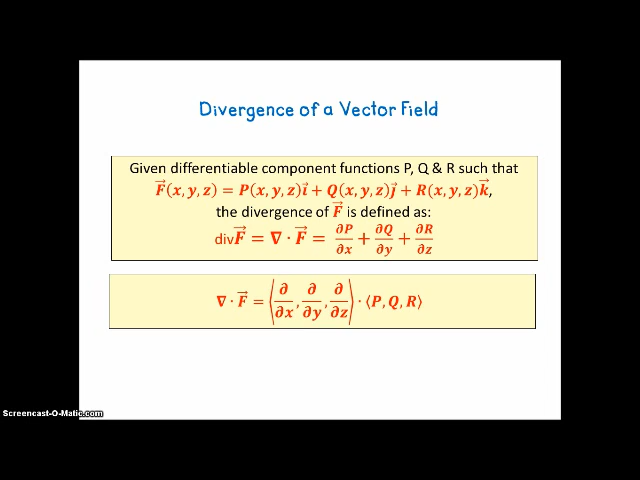 Divergence of a Vector Field
Given differentiable component functions P, Q & R such that
F⃗(x, y, z) = P(x, y, z)i⃗ + Q(x, y, z)j⃗ + R(x, y, z)k⃗,
the divergence of F⃗ is defined as:
divF⃗ = ∇ · F⃗ = ∂P/∂x + ∂Q/∂y + ∂R/∂z
∇ · F⃗ = ⟨∂/∂x, ∂/∂y, ∂/∂z⟩ · ⟨P, Q, R⟩
Screencast-O-Matic.com